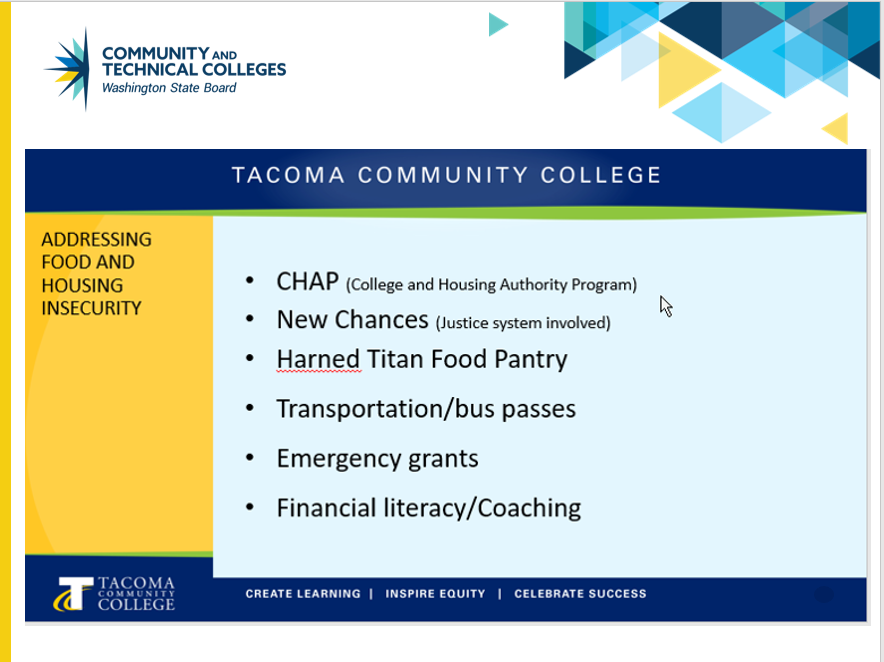 COMMUNITY AND
TECHNICAL COLLEGES
Washington State Board
TACOMA COMMUNITY COLLEGE
ADDRESSING
FOOD AND
HOUSING
INSECURITY
• CHAP (College and Housing Authority Program)
• New Chances (Justice system involved)
• Harned Titan Food Pantry
• Transportation/bus passes
• Emergency grants
• Financial literacy/Coaching
TACOMA
COMMUNITY
COLLEGE
CREATE LEARNING | INSPIRE EQUITY | CELEBRATE SUCCESS